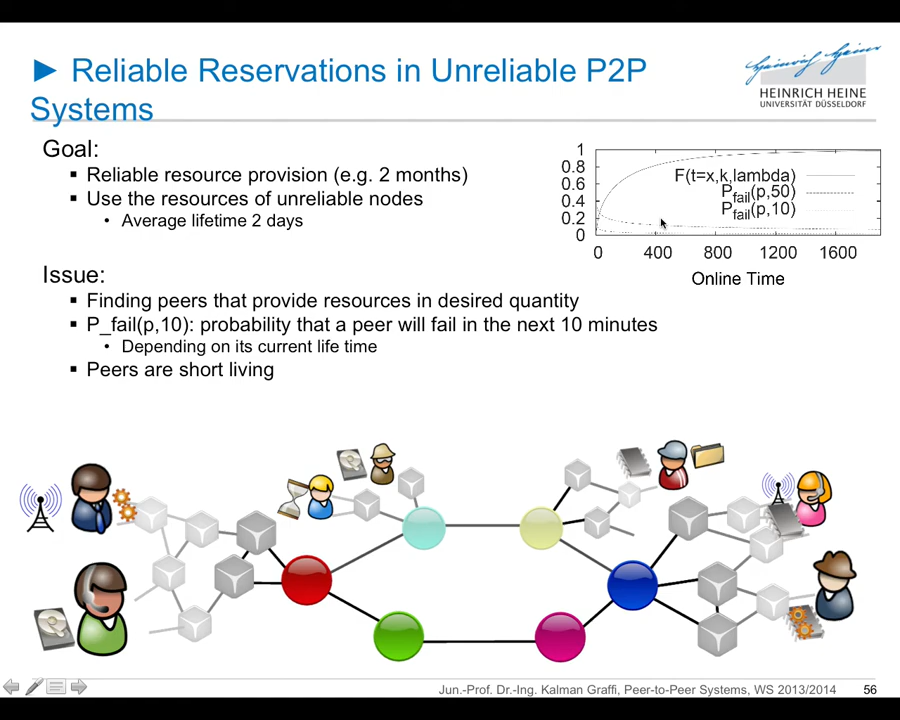 ► Reliable Reservations in Unreliable P2P
Systems
HEINRICH HEINE
UNIVERSITÄT DÜSSELDORF
Goal:
▪ Reliable resource provision (e.g. 2 months)
▪ Use the resources of unreliable nodes
• Average lifetime 2 days
1
0.8
0.6
0.4
0.2
0
F(t=x,k,lambda)
Pfail(p,50)
Pfail(p,10)
0 400 800 1200 1600
Online Time
Issue:
▪ Finding peers that provide resources in desired quantity
▪ P_fail(p,10): probability that a peer will fail in the next 10 minutes
• Depending on its current life time
▪ Peers are short living
Jun.-Prof. Dr.-Ing. Kalman Graffi, Peer-to-Peer Systems, WS 2013/2014 56